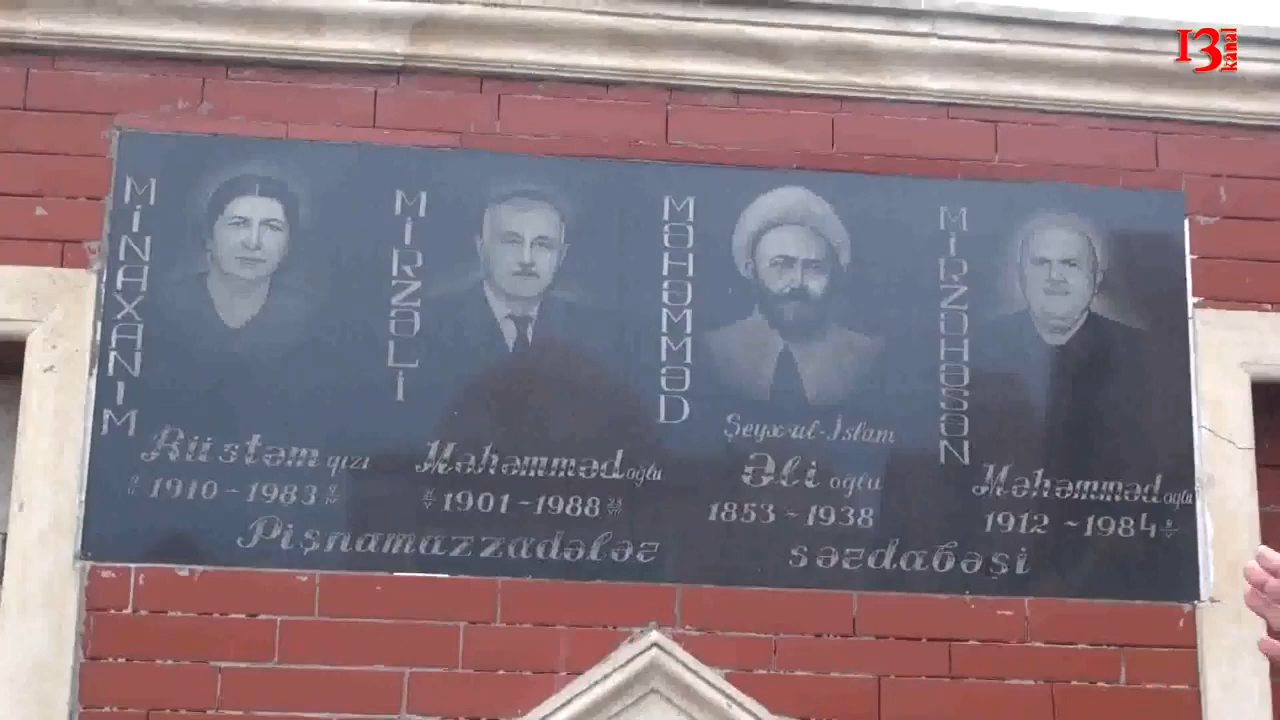 13 kanal
MİNAXANIM
Rüstəm qızı
1910 - 1983
MİRZƏLİ
Məhəmməd oğlu
1901 - 1988
MƏHƏMMƏD
Şeyx-ul-İslam
Əli oğlu
1853 - 1938
MİRZƏHƏSƏN
Məhəmməd oğlu
1912 - 1984
Pişnamazzadələr sərdabəsi